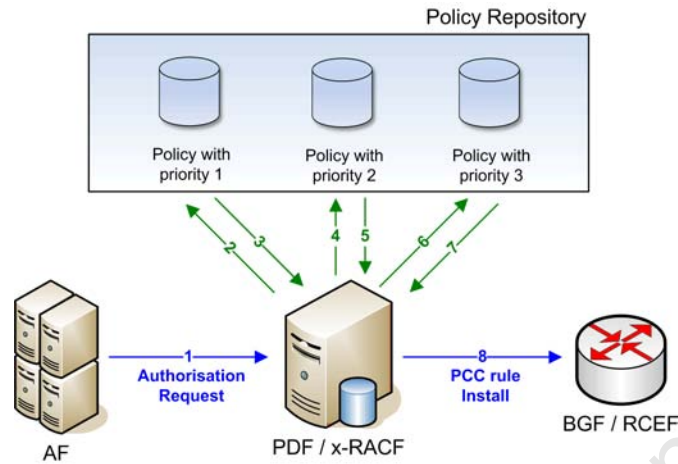 Policy Repository
Policy with
priority 1
Policy with
priority 2
Policy with
priority 3
2
3
4
5
6
7
1
Authorisation
Request
8
PCC rule
Install
AF
PDF / x-RACF
BGF / RCEF